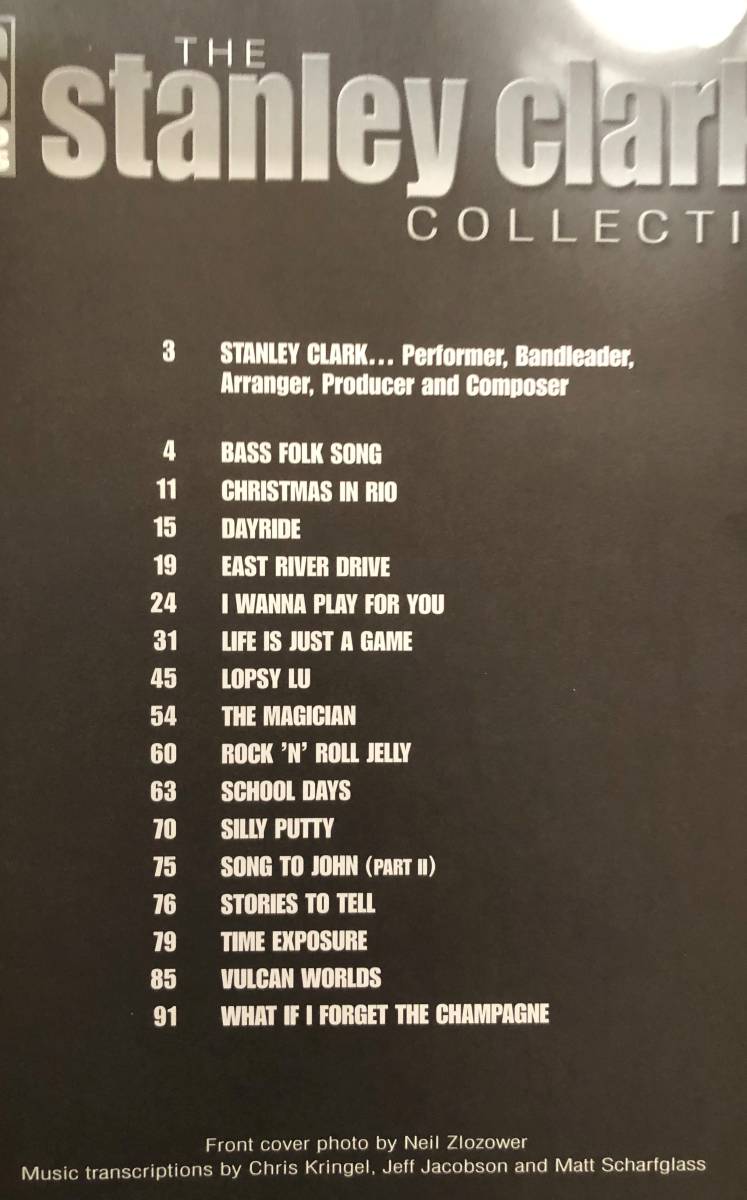 THE
stanley clark
COLLECTI
3 STANLEY CLARK... Performer, Bandleader,
Arranger, Producer and Composer
4 BASS FOLK SONG
11 CHRISTMAS IN RIO
15 DAYRIDE
19 EAST RIVER DRIVE
24 I WANNA PLAY FOR YOU
31 LIFE IS JUST A GAME
45 LOPSY LU
54 THE MAGICIAN
60 ROCK ’N’ ROLL JELLY
63 SCHOOL DAYS
70 SILLY PUTTY
75 SONG TO JOHN (PART II)
76 STORIES TO TELL
79 TIME EXPOSURE
85 VULCAN WORLDS
91 WHAT IF I FORGET THE CHAMPAGNE
Front cover photo by Neil Zlozower
Music transcriptions by Chris Kringel, Jeff Jacobson and Matt Scharfglass